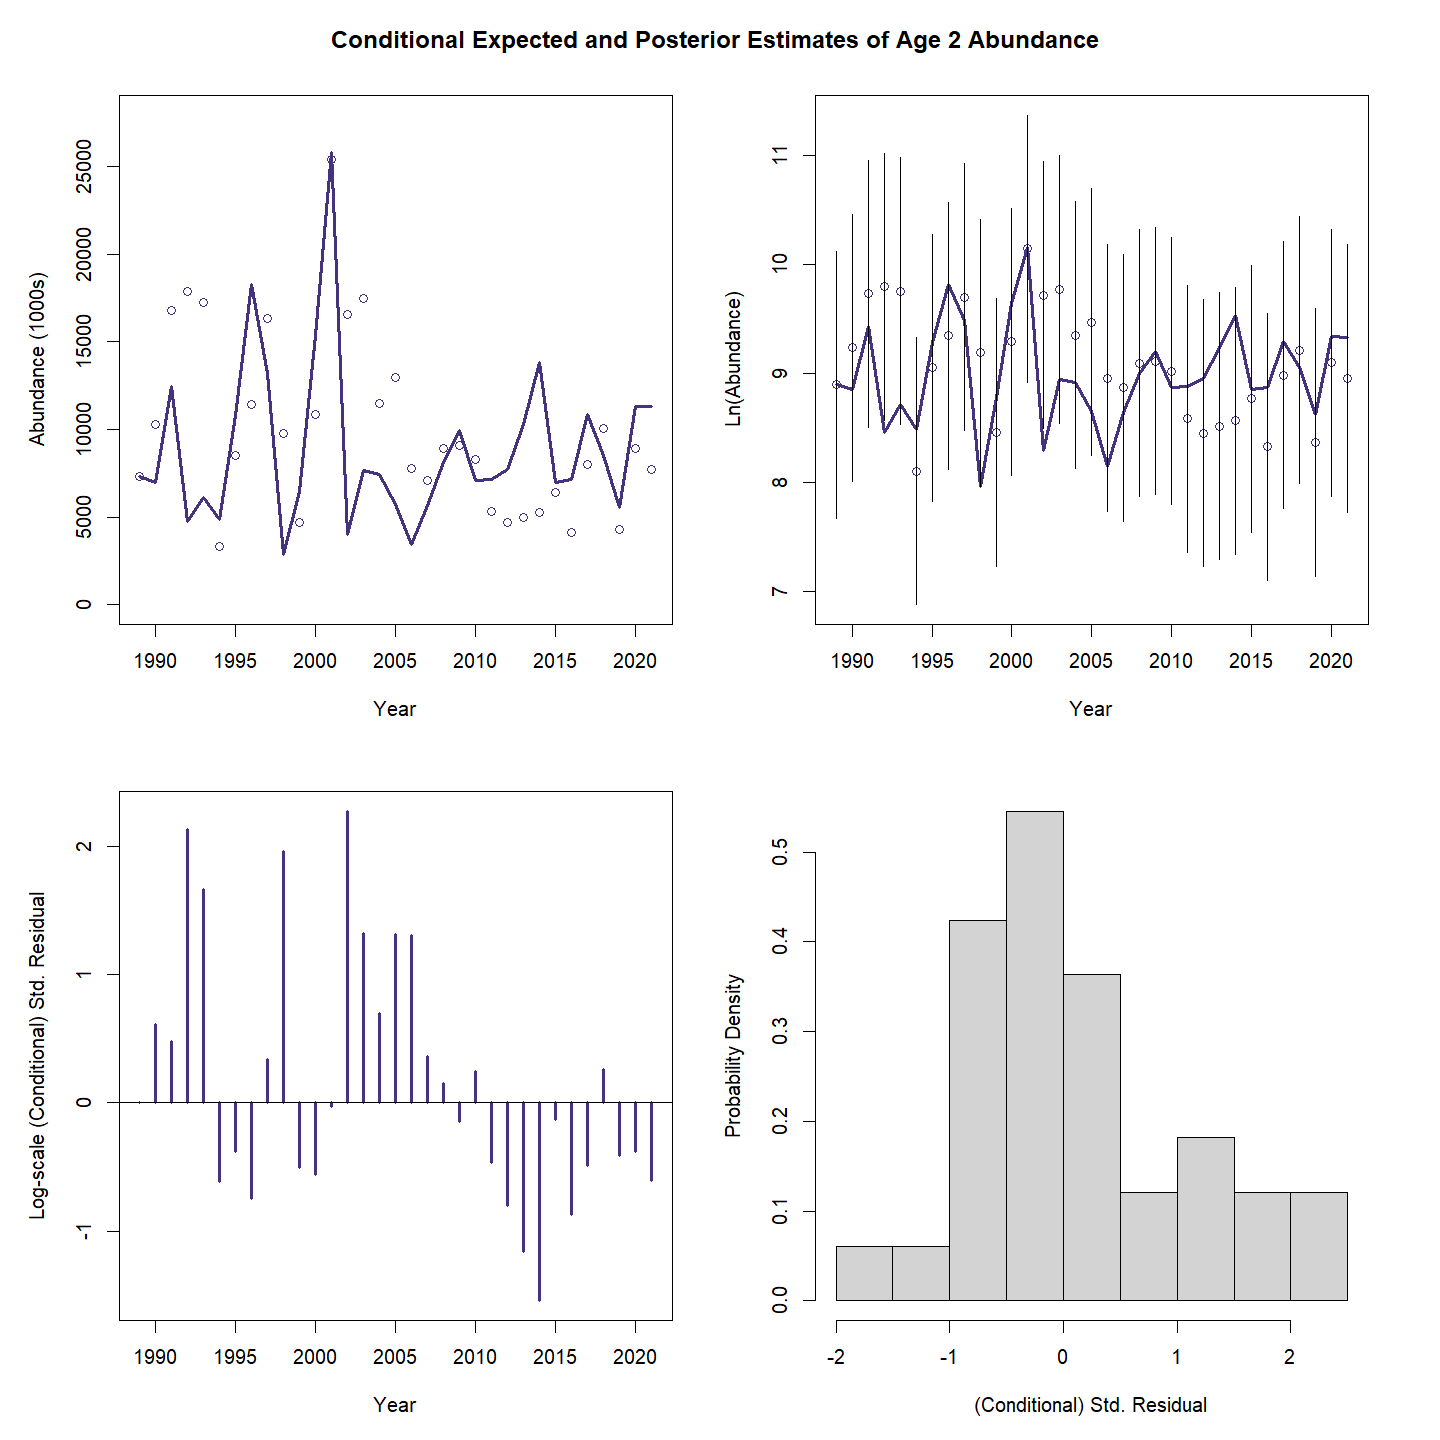 Conditional Expected and Posterior Estimates of Age 2 Abundance
Abundance (1000s)
25000
20000
15000
10000
5000
0
1990 1995 2000 2005 2010 2015 2020
Year
Ln(Abundance)
11
10
9
8
7
1990 1995 2000 2005 2010 2015 2020
Year
Log-scale (Conditional) Std. Residual
2
1
0
-1
1990 1995 2000 2005 2010 2015 2020
Year
Probability Density
0.5
0.4
0.3
0.2
0.1
0.0
-2 -1 0 1 2
(Conditional) Std. Residual